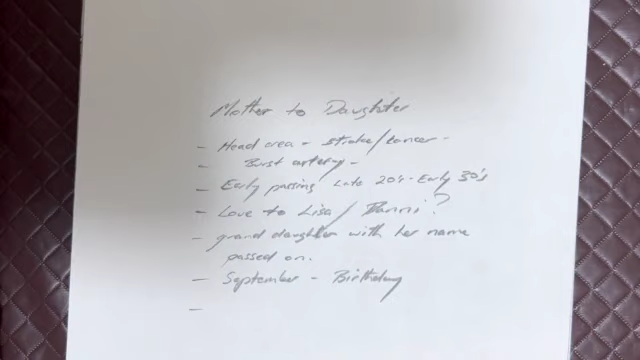 Mother to Daughter
- Head area - stroke/cancer -
- Burst artery -
- Early passing Late 20's - Early 30's
- Love to Lisa / Danni?
- grand daughter with her name
passed on.
- September - Birthday
-